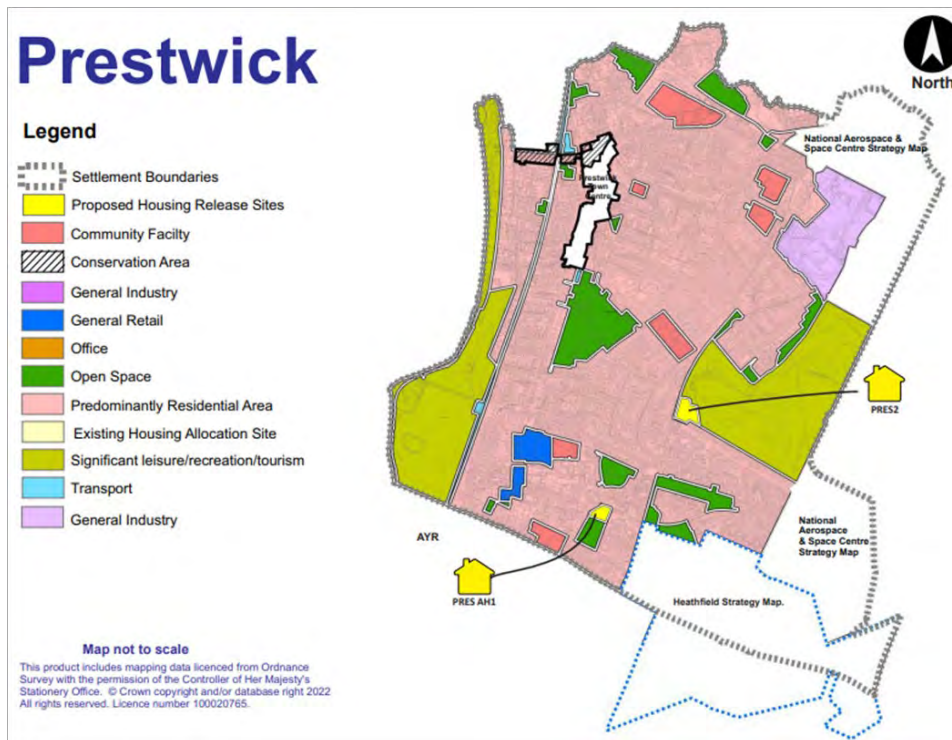 Prestwick
North
Legend
Settlement Boundaries
Proposed Housing Release Sites
Community Facilty
Conservation Area
General Industry
General Retail
Office
Open Space
Predominantly Residential Area
Existing Housing Allocation Site
Significant leisure/recreation/tourism
Transport
General Industry
National Aerospace &
Space Centre Strategy Map
Prestwick
Town
Centre
PRES2
National
Aerospace
& Space Centre
Strategy Map
AYR
PRES AH1
Heathfield Strategy Map.
Map not to scale
This product includes mapping data licenced from Ordnance
Survey with the permission of the Controller of Her Majesty's
Stationery Office. © Crown copyright and/or database right 2022
All rights reserved. Licence number 100020765.